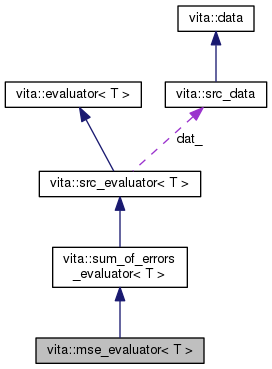 vita::data
vita::evaluator< T >
vita::src_data
dat_
vita::src_evaluator< T >
vita::sum_of_errors
_evaluator< T >
vita::mse_evaluator< T >